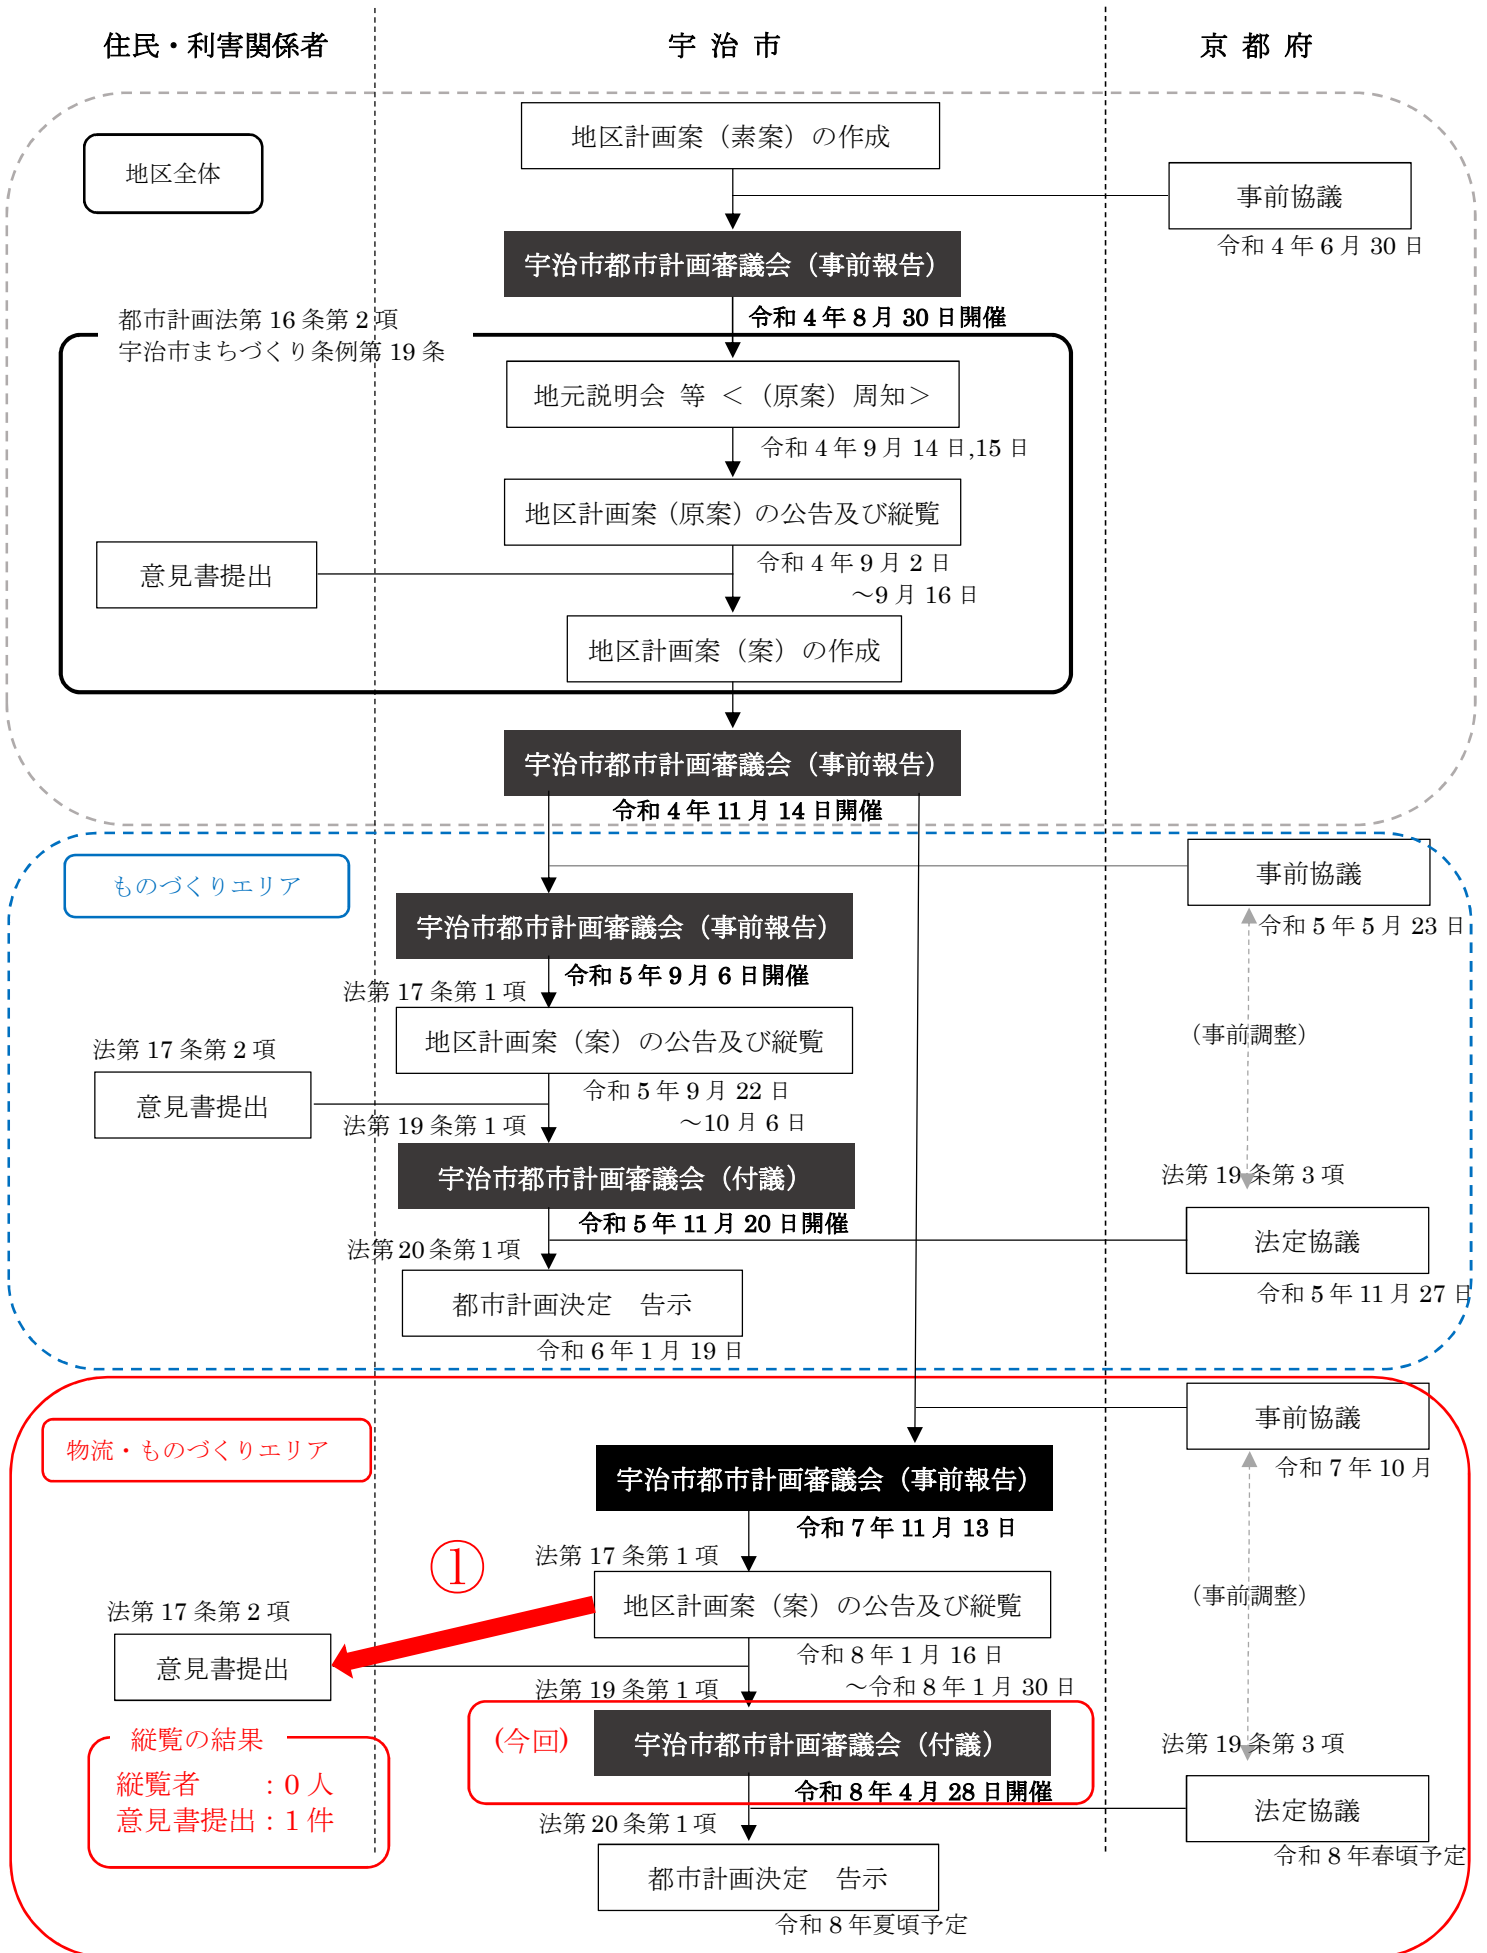 住民・利害関係者
宇 治 市
京 都 府
地区計画案（素案）の作成
地区全体
事前協議
令和 4 年 6 月 30 日
宇治市都市計画審議会（事前報告）
令和 4 年 8 月 30 日開催
都市計画法第 16 条第 2 項
宇治市まちづくり条例第 19 条
地元説明会 等 ＜（原案）周知＞
令和 4 年 9 月 14 日,15 日
地区計画案（原案）の公告及び縦覧
令和 4 年 9 月 2 日
～9 月 16 日
意見書提出
地区計画案（案）の作成
宇治市都市計画審議会（事前報告）
令和 4 年 11 月 14 日開催
ものづくりエリア
事前協議
令和 5 年 5 月 23 日
宇治市都市計画審議会（事前報告）
令和 5 年 9 月 6 日開催
法第 17 条第 1 項
地区計画案（案）の公告及び縦覧
（事前調整）
法第 17 条第 2 項
意見書提出
令和 5 年 9 月 22 日
～10 月 6 日
法第 19 条第 1 項
宇治市都市計画審議会（付議）
法第 19 条第 3 項
令和 5 年 11 月 20 日開催
法定協議
法第 20 条第 1 項
令和 5 年 11 月 27 日
都市計画決定　告示
令和 6 年 1 月 19 日
物流・ものづくりエリア
事前協議
令和 7 年 10 月
宇治市都市計画審議会（事前報告）
令和 7 年 11 月 13 日
法第 17 条第 1 項
①
地区計画案（案）の公告及び縦覧
（事前調整）
法第 17 条第 2 項
意見書提出
令和 8 年 1 月 16 日
～令和 8 年 1 月 30 日
法第 19 条第 1 項
(今回)
宇治市都市計画審議会（付議）
令和 8 年 4 月 28 日開催
法第 19 条第 3 項
縦覧の結果
縦覧者　　：0 人
意見書提出：1 件
法定協議
令和 8 年春頃予定
法第 20 条第 1 項
都市計画決定　告示
令和 8 年夏頃予定